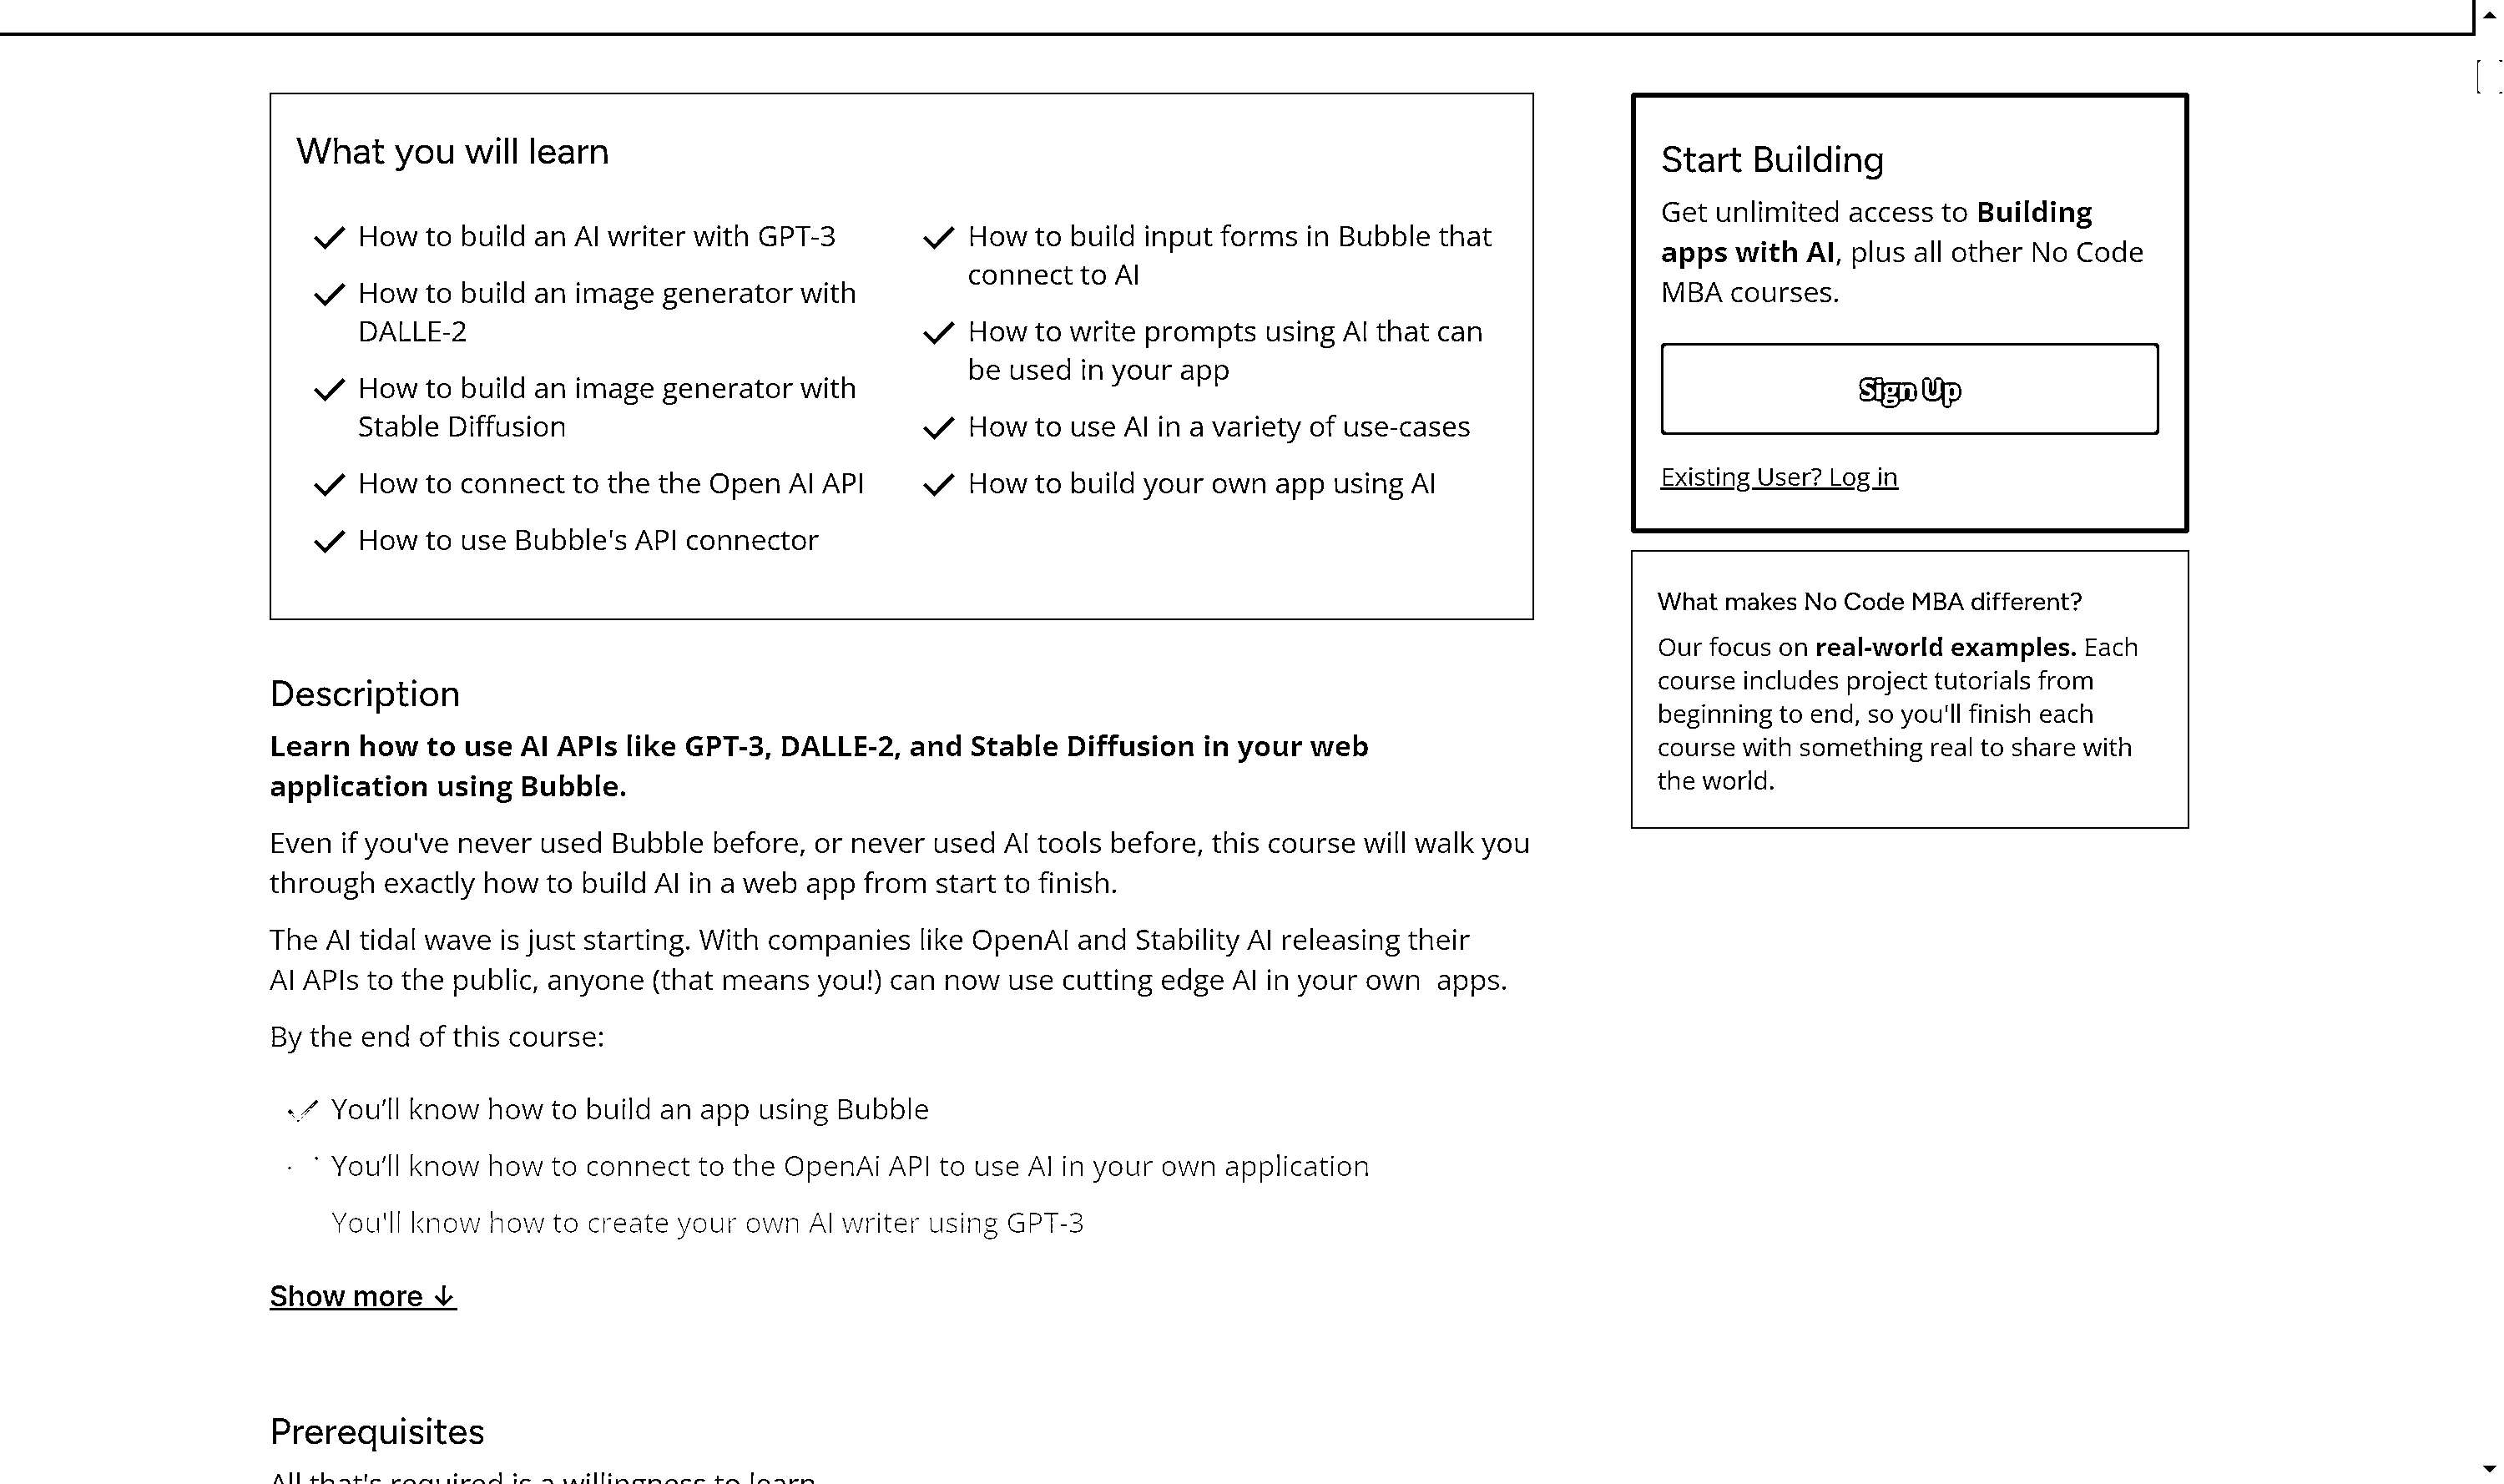 What you will learn
How to build an AI writer with GPT-3
How to build an image generator with
DALLE-2
How to build an image generator with
Stable Diffusion
How to connect to the the Open AI API
How to use Bubble's API connector
How to build input forms in Bubble that
connect to AI
How to write prompts using AI that can
be used in your app
How to use AI in a variety of use-cases
How to build your own app using AI
Start Building
Get unlimited access to Building
apps with AI, plus all other No Code
MBA courses.
Sign Up
Existing User? Log in
What makes No Code MBA different?
Our focus on real-world examples. Each
course includes project tutorials from
beginning to end, so you'll finish each
course with something real to share with
the world.
Description
Learn how to use AI APIs like GPT-3, DALLE-2, and Stable Diffusion in your web
application using Bubble.
Even if you've never used Bubble before, or never used AI tools before, this course will walk you
through exactly how to build AI in a web app from start to finish.
The AI tidal wave is just starting. With companies like OpenAI and Stability AI releasing their
AI APIs to the public, anyone (that means you!) can now use cutting edge AI in your own  apps.
By the end of this course:
You’ll know how to build an app using Bubble
You’ll know how to connect to the OpenAi API to use AI in your own application
You'll know how to create your own AI writer using GPT-3
Show more ↓
Prerequisites
All that's required is a willingness to learn